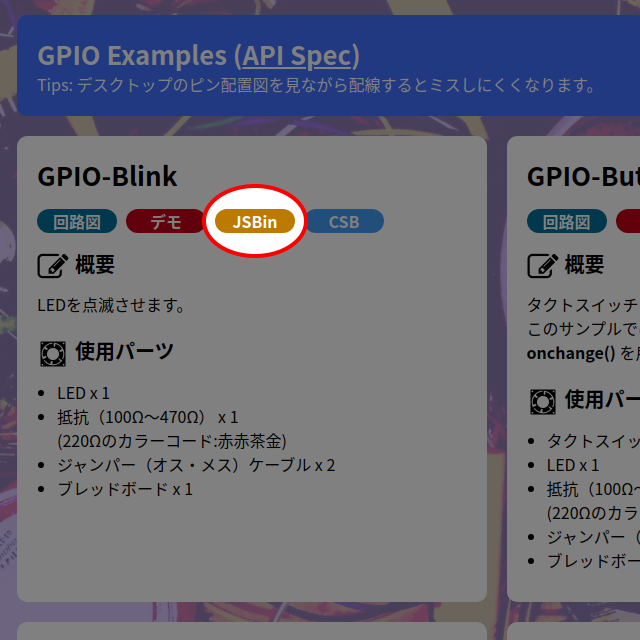 GPIO Examples (API Spec)
Tips: デスクトップのピン配置図を見ながら配線するとミスしにくくなります。
GPIO-Blink
回路図 デモ JSBin CSB
概要
LEDを点滅させます。
使用パーツ
LED x 1
抵抗（100Ω〜470Ω） x 1
(220Ωのカラーコード:赤赤茶金)
ジャンパー（オス・メス）ケーブル x 2
ブレッドボード x 1
GPIO-But
回路図
概要
タクトスイッチ
このサンプルで
onchange() を
使用パー
タクトスイッ
LED x 1
抵抗（100Ω
(220Ωのカラ
ジャンパー（
ブレッドボー